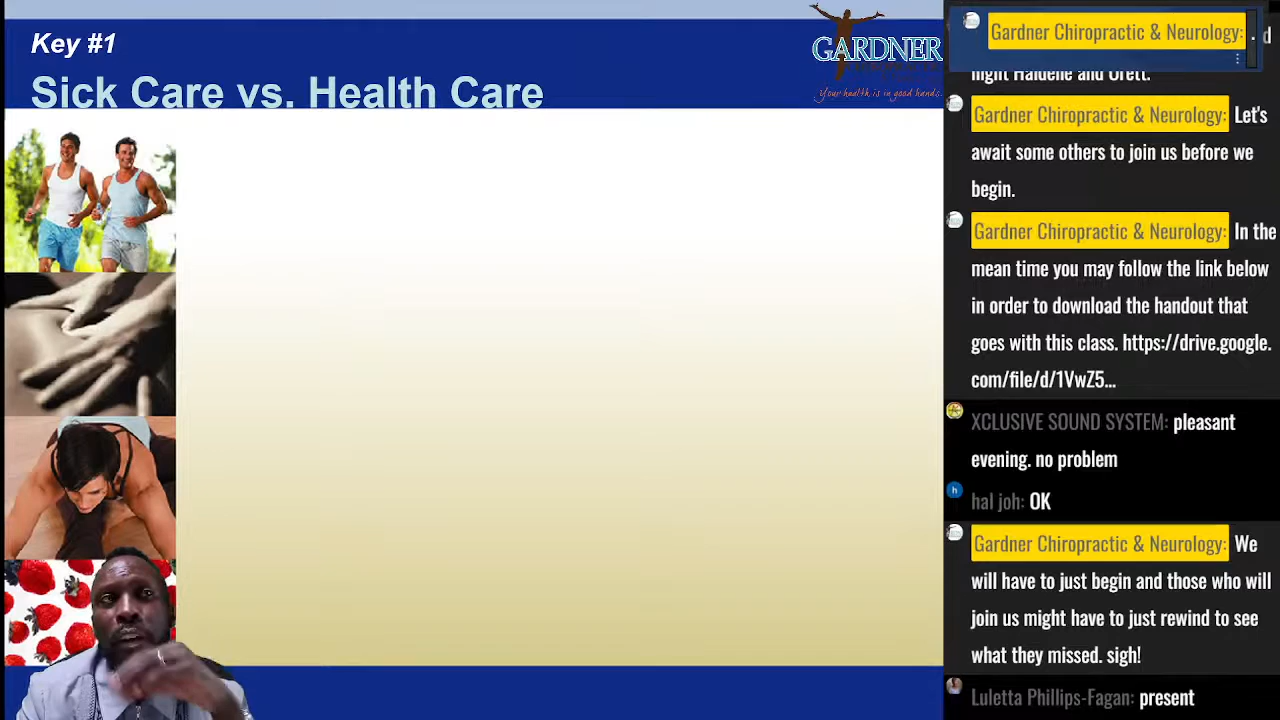 Key #1
Sick Care vs. Health Care
GARDNER
Your health is in good hands.
Gardner Chiropractic & Neurology:
night Haldene and Orett.
Gardner Chiropractic & Neurology: Let's
await some others to join us before we
begin.
Gardner Chiropractic & Neurology: In the
mean time you may follow the link below
in order to download the handout that
goes with this class. https://drive.google.
com/file/d/1VwZ5...
XCLUSIVE SOUND SYSTEM: pleasant
evening. no problem
h
hal joh: OK
Gardner Chiropractic & Neurology: We
will have to just begin and those who will
join us might have to just rewind to see
what they missed. sigh!
Luletta Phillips-Fagan: present